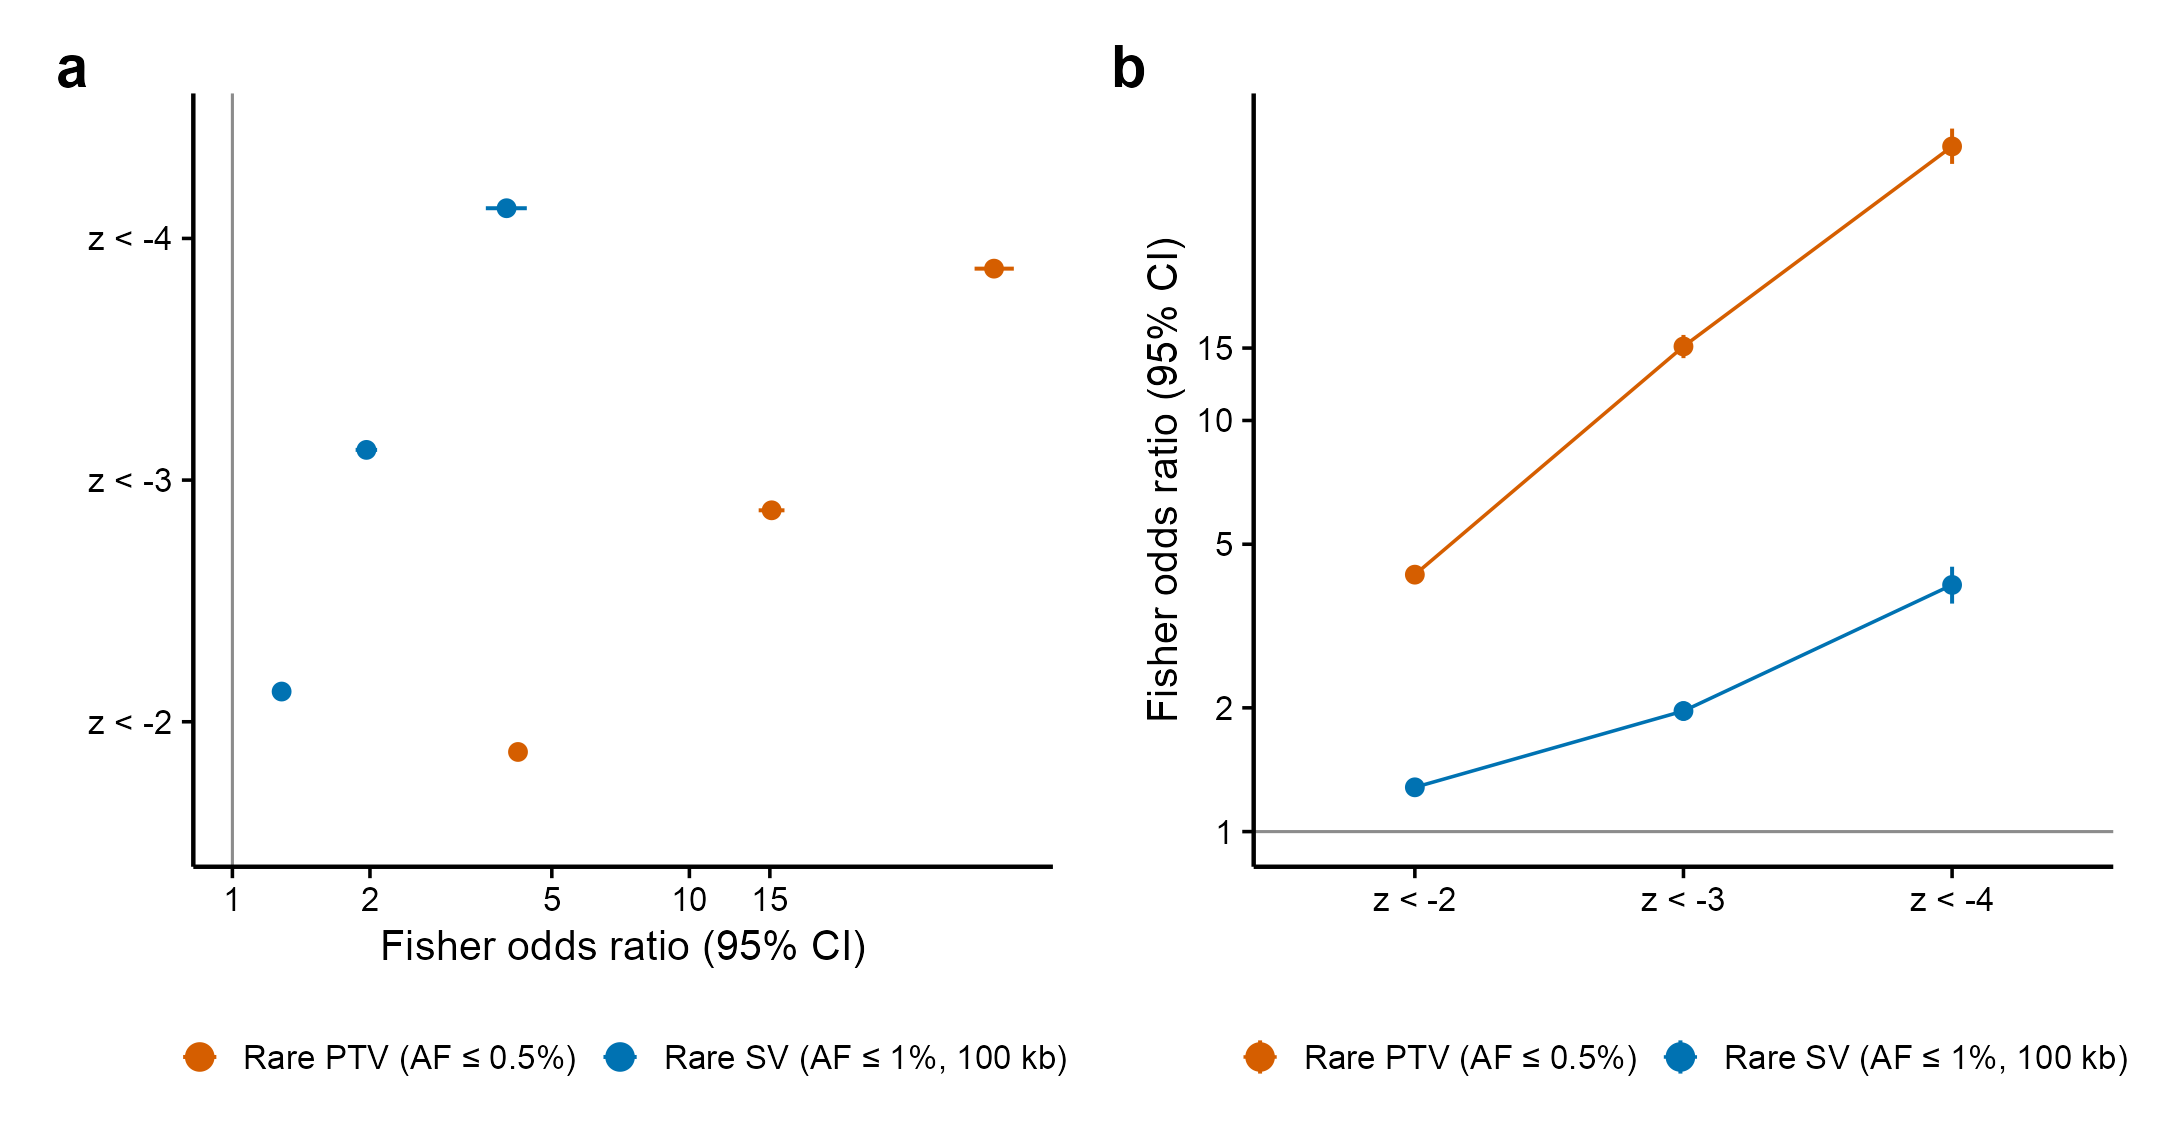 a
z < -4
z < -3
z < -2
1 2 5 10 15
Fisher odds ratio (95% CI)
Rare PTV (AF ≤ 0.5%) Rare SV (AF ≤ 1%, 100 kb)
b
Fisher odds ratio (95% CI)
15
10
5
2
1
z < -2 z < -3 z < -4
Rare PTV (AF ≤ 0.5%) Rare SV (AF ≤ 1%, 100 kb)